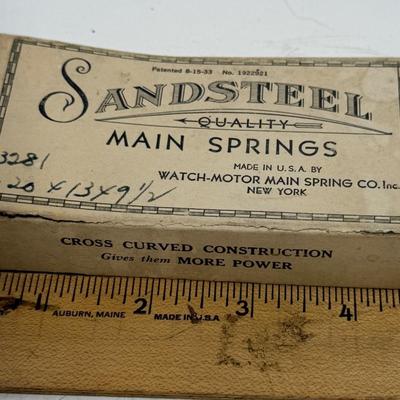 Patented 8-15-33 No. 1922921
SANDSTEEL
QUALITY
MAIN SPRINGS
MADE IN U.S.A. BY
WATCH-MOTOR MAIN SPRING CO. Inc.
NEW YORK
3281
20 x 13 x 9 1/2
CROSS CURVED CONSTRUCTION
Gives them MORE POWER
1 2 3 4
AUBURN, MAINE MADE IN U.S.A